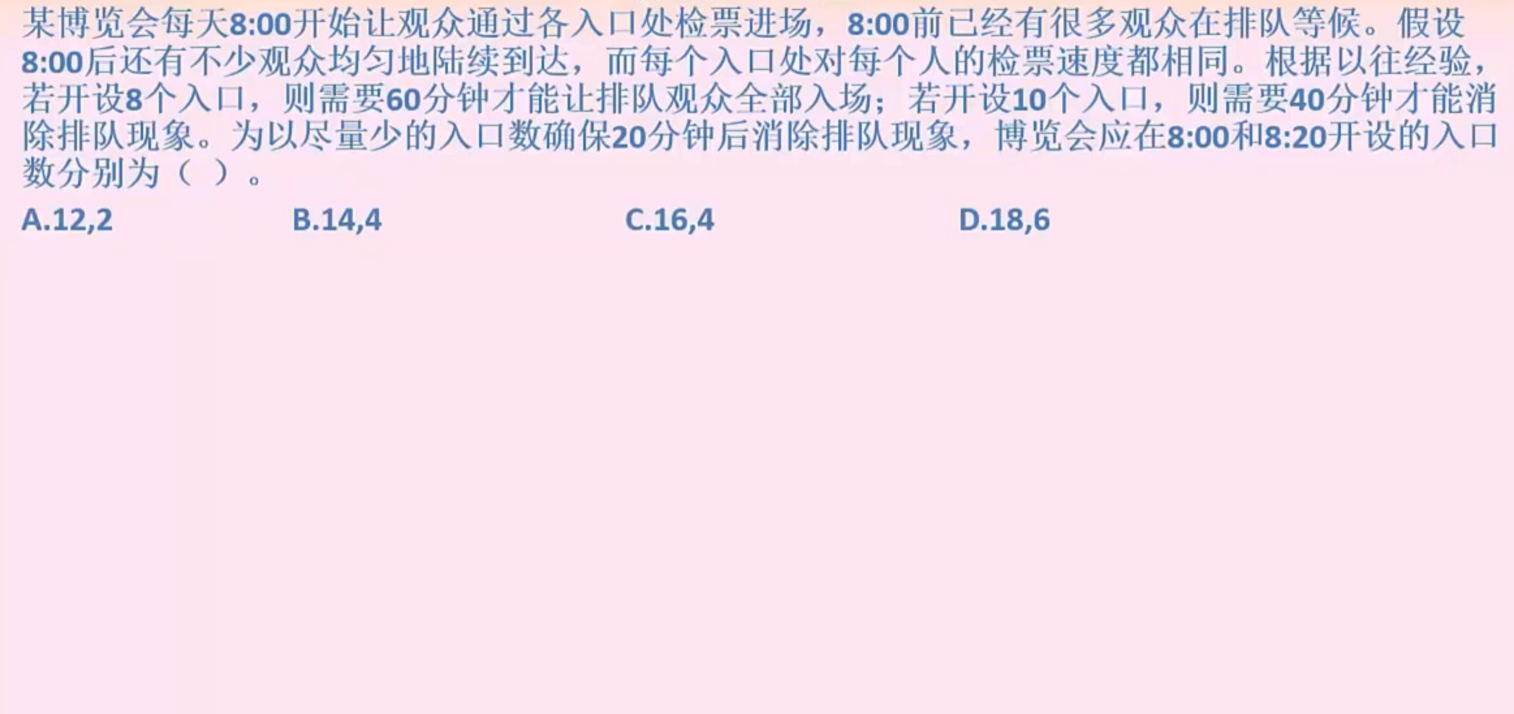 某博览会每天8:00开始让观众通过各入口处检票进场，8:00前已经有很多观众在排队等候。假设
8:00后还有不少观众均匀地陆续到达，而每个入口处对每个人的检票速度都相同。根据以往经验，
若开设8个入口，则需要60分钟才能让排队观众全部入场；若开设10个入口，则需要40分钟才能消
除排队现象。为以尽量少的入口数确保20分钟后消除排队现象，博览会应在8:00和8:20开设的入口
数分别为（ ）。
A.12,2 B.14,4 C.16,4 D.18,6